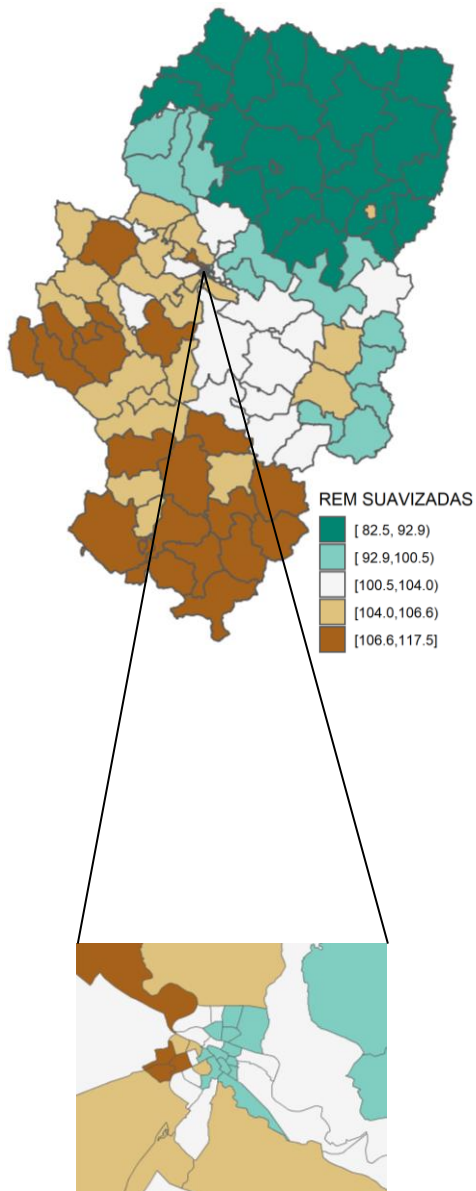 REM SUAVIZADAS
[ 82.5, 92.9)
[ 92.9,100.5)
[100.5,104.0)
[104.0,106.6)
[106.6,117.5]